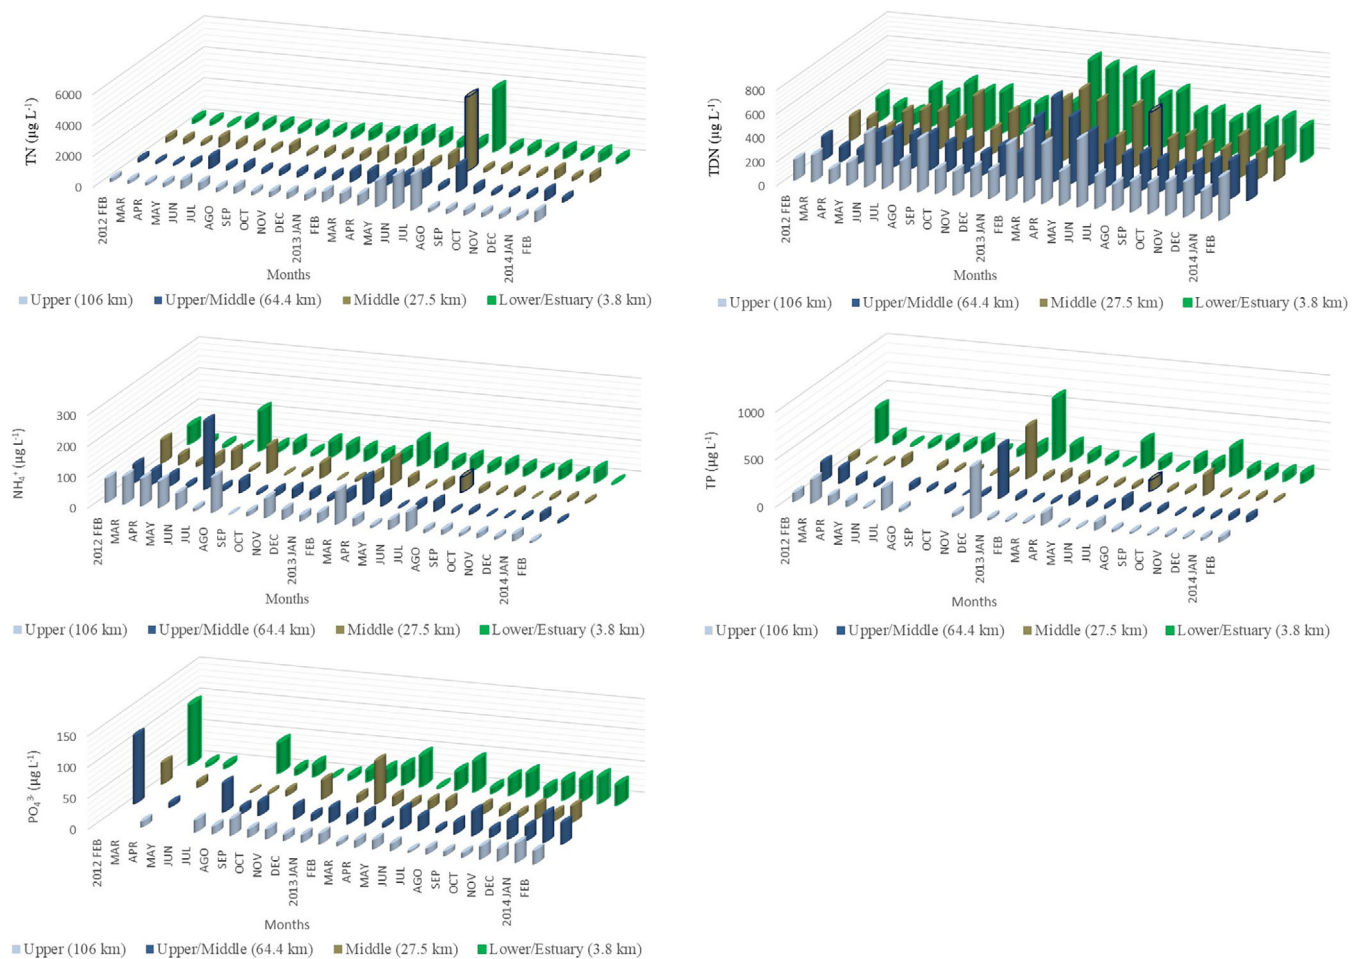 TN (µg L⁻¹)
6000
4000
2000
0
2012 FEB
MAR
APR
MAY
JUN
JUL
AGO
SEP
OCT
NOV
DEC
2013 JAN
FEB
MAR
APR
MAY
JUN
JUL
AGO
SEP
OCT
NOV
DEC
2014 JAN
FEB
Months
Upper (106 km) Upper/Middle (64.4 km) Middle (27.5 km) Lower/Estuary (3.8 km)
TDN (µg L⁻¹)
800
600
400
200
0
2012 FEB
MAR
APR
MAY
JUN
JUL
AGO
SEP
OCT
NOV
DEC
2013 JAN
FEB
MAR
APR
MAY
JUN
JUL
AGO
SEP
OCT
NOV
DEC
2014 JAN
FEB
Months
Upper (106 km) Upper/Middle (64.4 km) Middle (27.5 km) Lower/Estuary (3.8 km)
NH₄⁺ (µg L⁻¹)
300
200
100
0
2012 FEB
MAR
APR
MAY
JUN
JUL
AGO
SEP
OCT
NOV
DEC
2013 JAN
FEB
MAR
APR
MAY
JUN
JUL
AGO
SEP
OCT
NOV
DEC
2014 JAN
FEB
Months
Upper (106 km) Upper/Middle (64.4 km) Middle (27.5 km) Lower/Estuary (3.8 km)
TP (µg L⁻¹)
1000
500
0
2012 FEB
MAR
APR
MAY
JUN
JUL
AGO
SEP
OCT
NOV
DEC
2013 JAN
FEB
MAR
APR
MAY
JUN
JUL
AGO
SEP
OCT
NOV
DEC
2014 JAN
FEB
Months
Upper (106 km) Upper/Middle (64.4 km) Middle (27.5 km) Lower/Estuary (3.8 km)
PO₄³⁻ (µg L⁻¹)
150
100
50
0
2012 FEB
MAR
APR
MAY
JUN
JUL
AGO
SEP
OCT
NOV
DEC
2013 JAN
FEB
MAR
APR
MAY
JUN
JUL
AGO
SEP
OCT
NOV
DEC
2014 JAN
FEB
Months
Upper (106 km) Upper/Middle (64.4 km) Middle (27.5 km) Lower/Estuary (3.8 km)